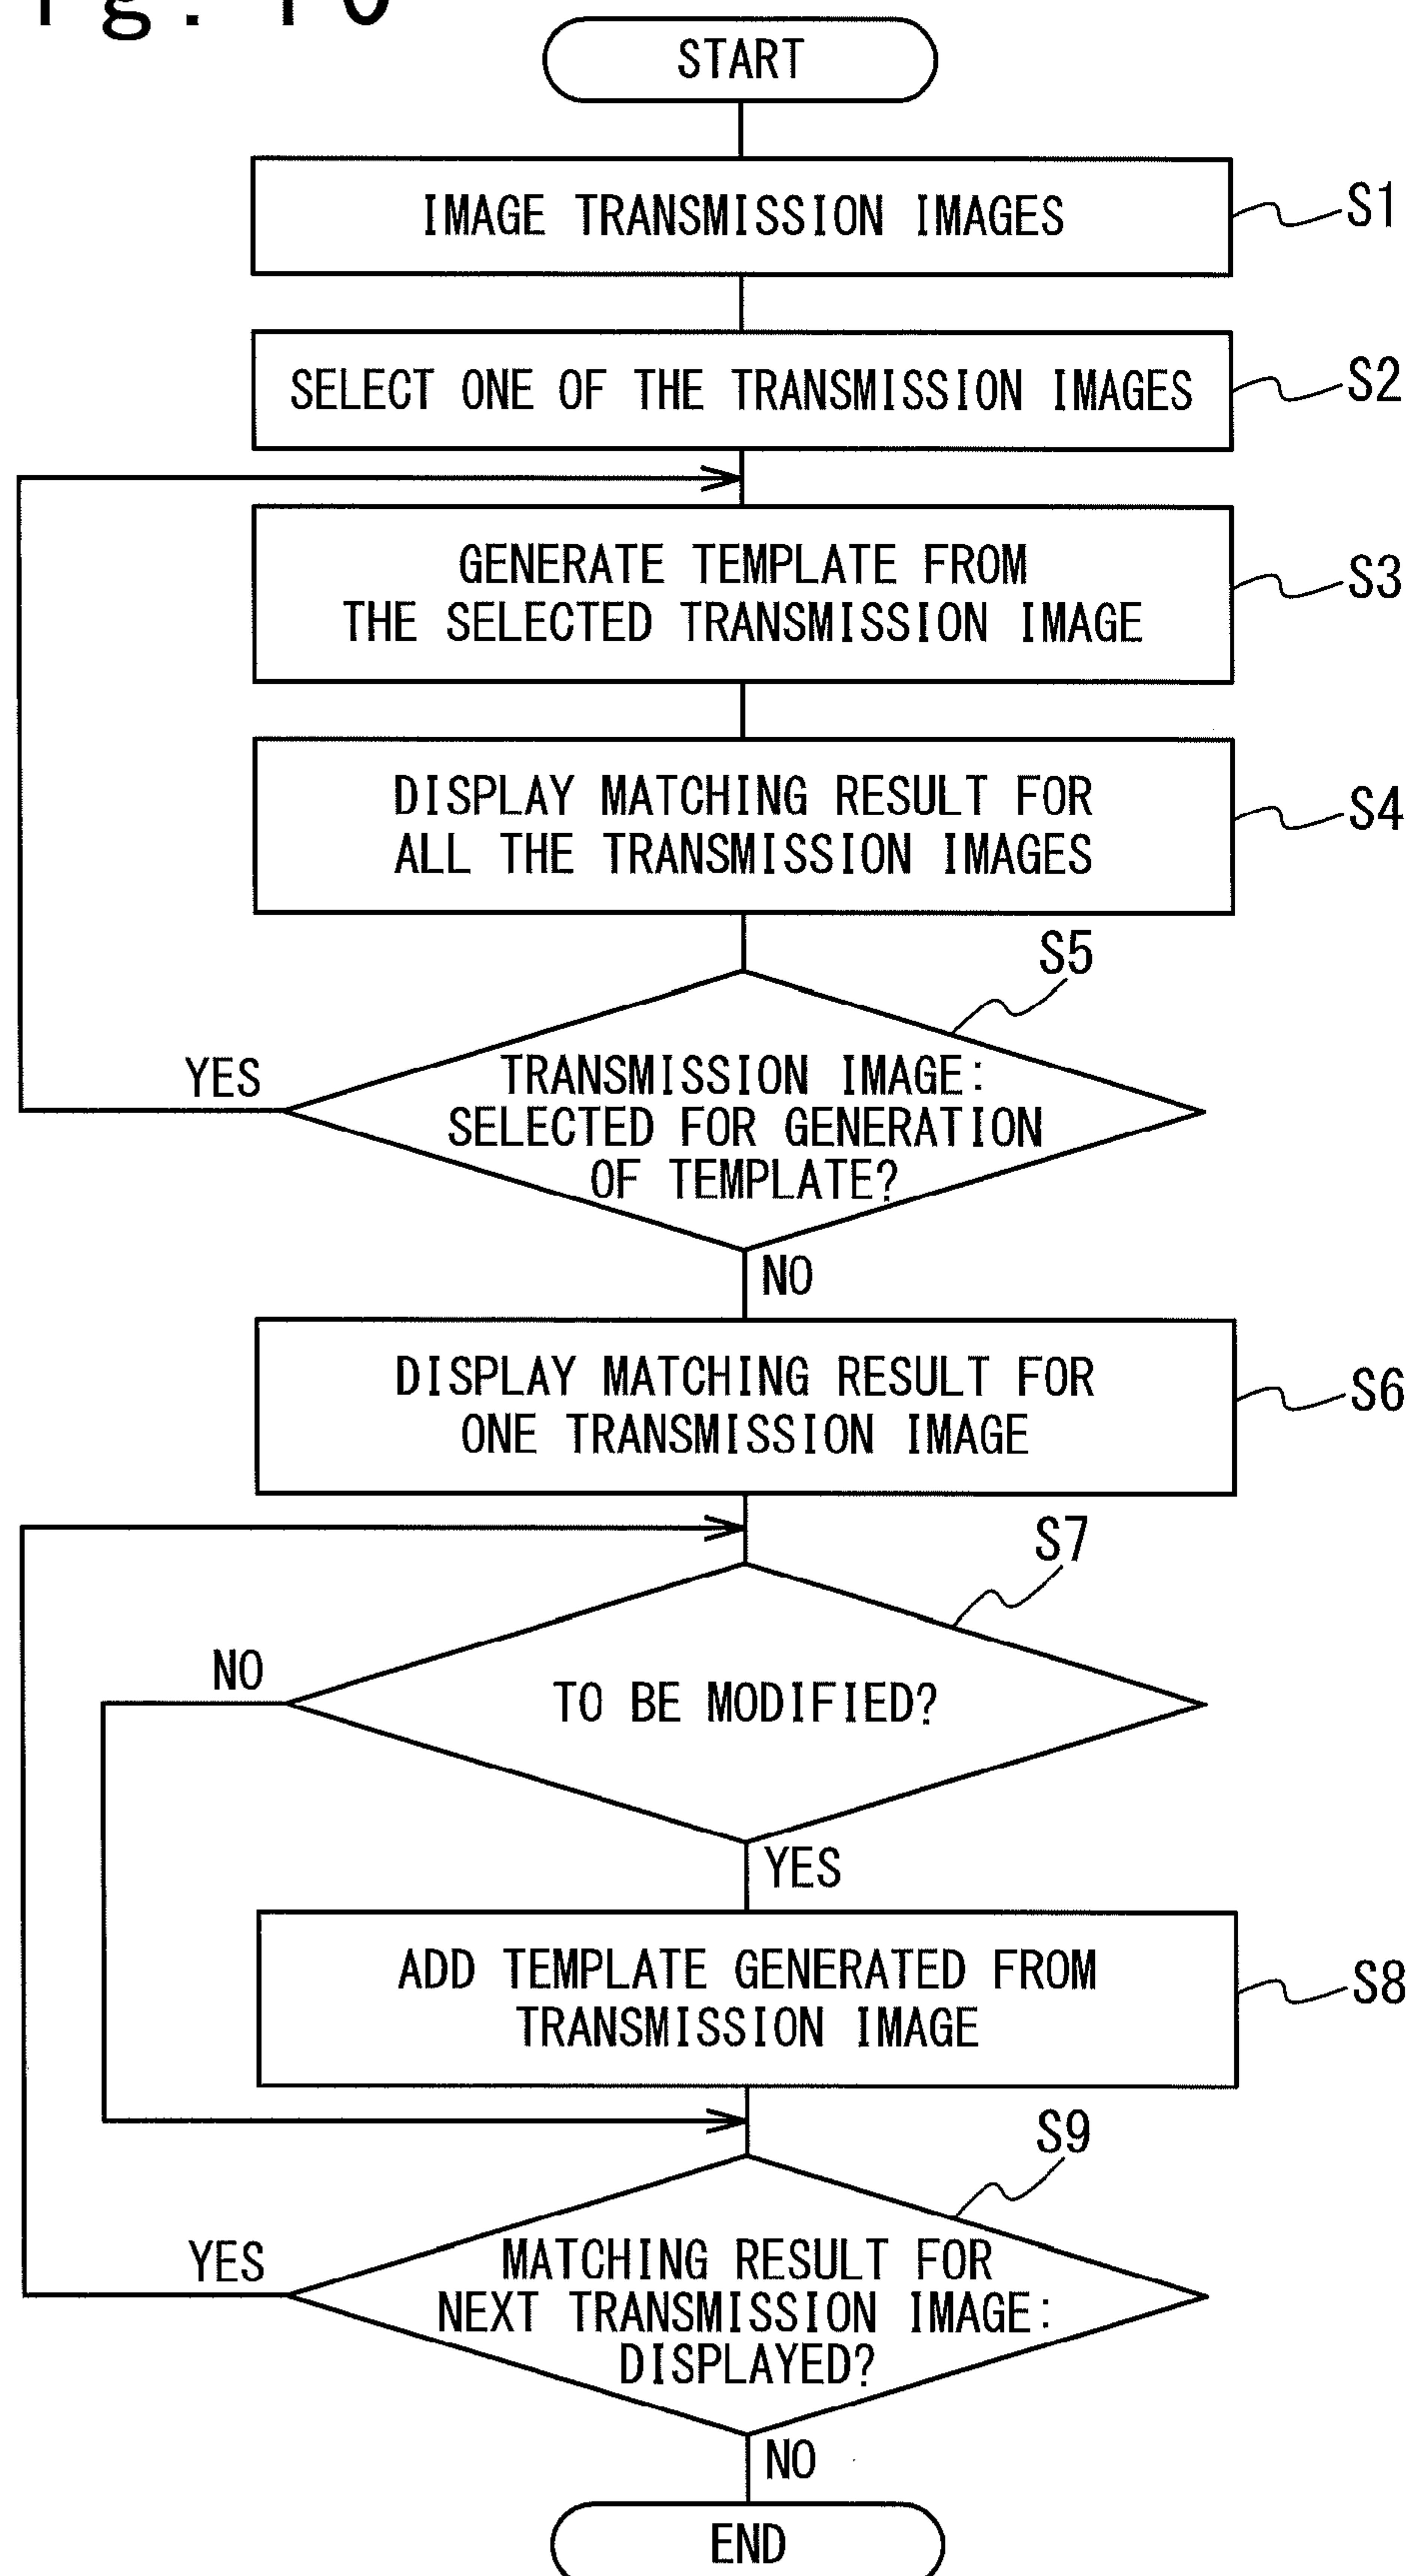 START
IMAGE TRANSMISSION IMAGES
S1
SELECT ONE OF THE TRANSMISSION IMAGES
S2
GENERATE TEMPLATE FROM
THE SELECTED TRANSMISSION IMAGE
S3
DISPLAY MATCHING RESULT FOR
ALL THE TRANSMISSION IMAGES
S4
S5
YES
TRANSMISSION IMAGE:
SELECTED FOR GENERATION
OF TEMPLATE?
NO
DISPLAY MATCHING RESULT FOR
ONE TRANSMISSION IMAGE
S6
S7
NO
TO BE MODIFIED?
YES
ADD TEMPLATE GENERATED FROM
TRANSMISSION IMAGE
S8
S9
YES
MATCHING RESULT FOR
NEXT TRANSMISSION IMAGE:
DISPLAYED?
NO
END